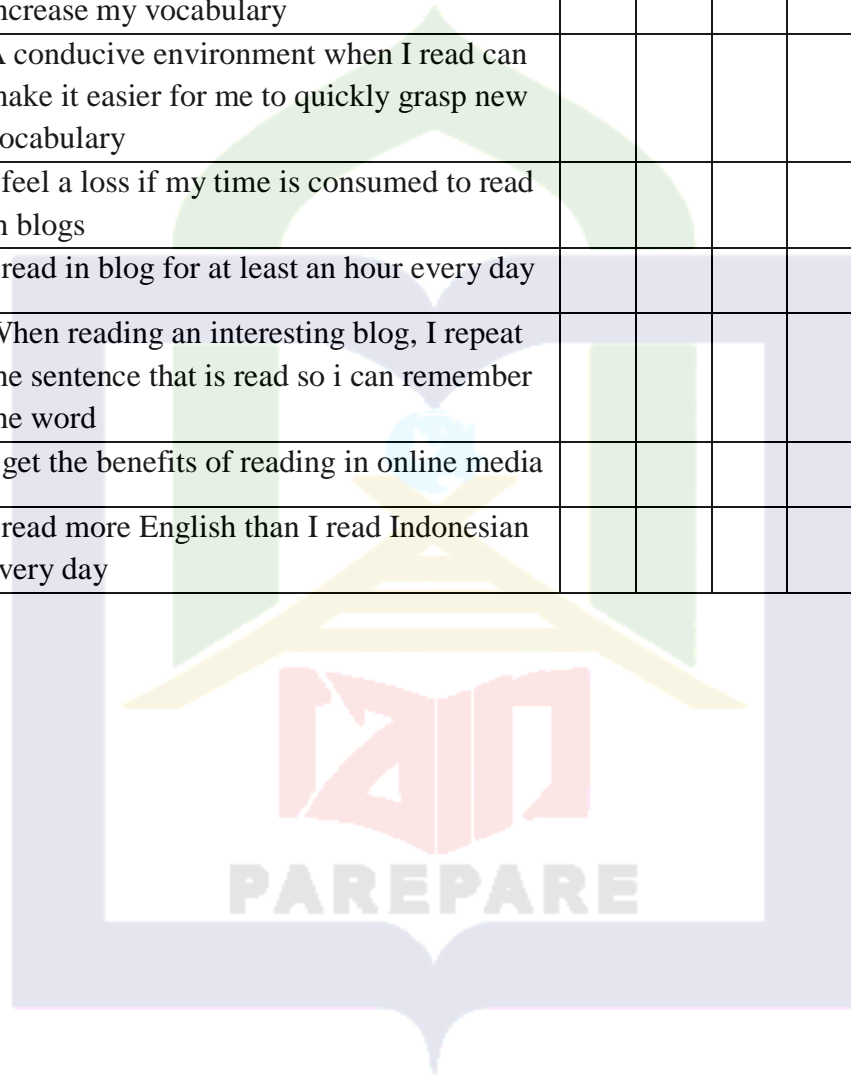 ncrease my vocabulary
A conducive environment when I read can
make it easier for me to quickly grasp new
vocabulary
feel a loss if my time is consumed to read
n blogs
read in blog for at least an hour every day
When reading an interesting blog, I repeat
he sentence that is read so i can remember
he word
get the benefits of reading in online media
read more English than I read Indonesian
very day
PAREPARE